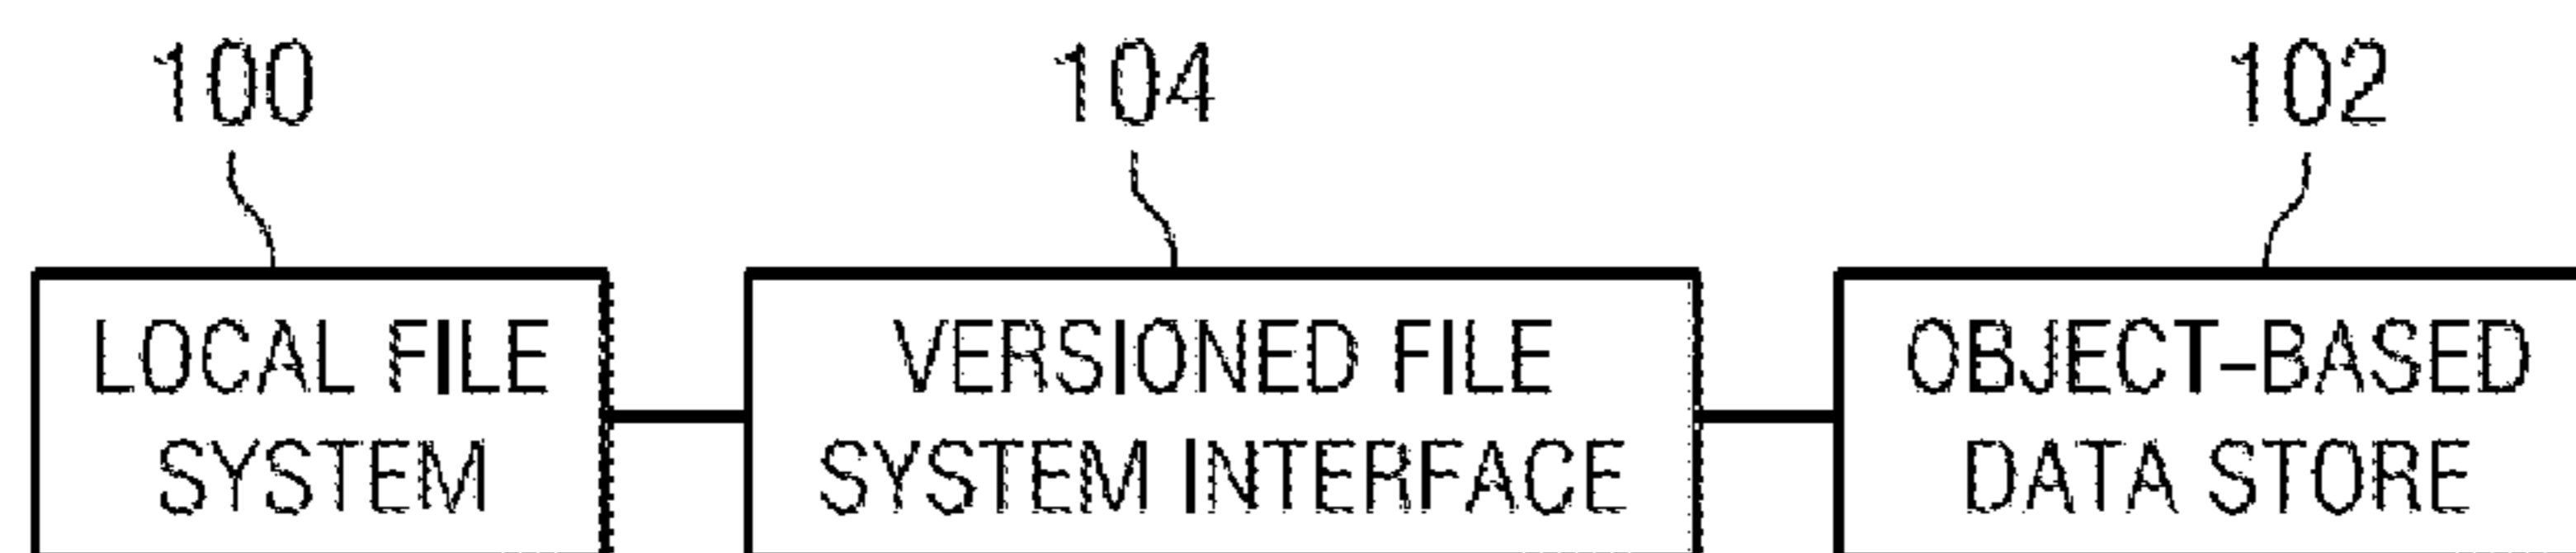 100
104
102
LOCAL FILE
SYSTEM
VERSIONED FILE
SYSTEM INTERFACE
OBJECT-BASED
DATA STORE